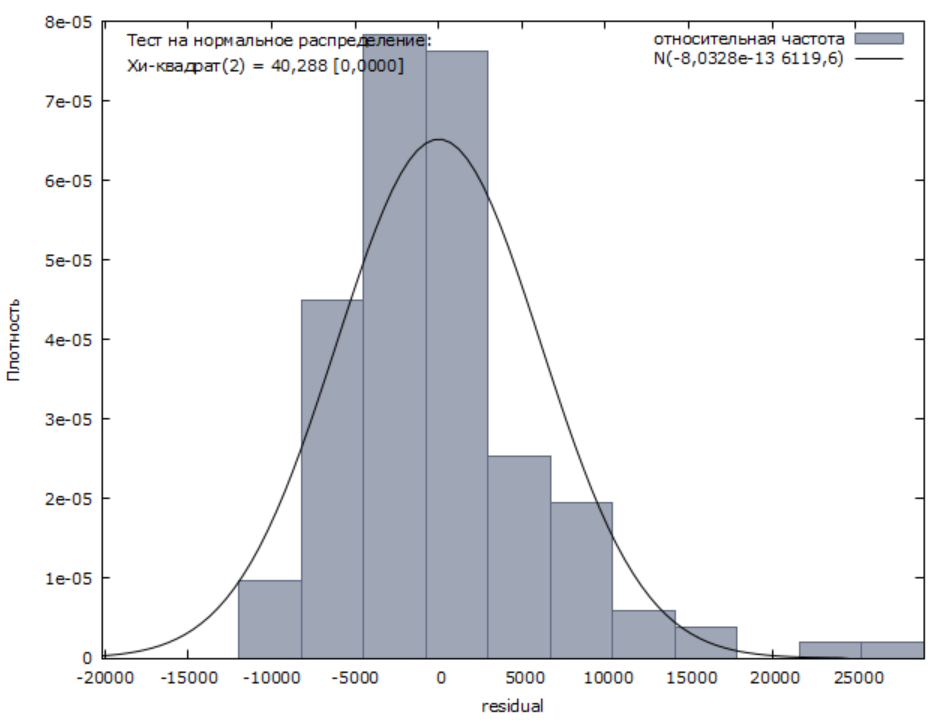 Тест на нормальное распределение:
Хи-квадрат(2) = 40,288 [0,0000]
относительная частота
N(-8,0328e-13 6119,6)
Плотность
8e-05
7e-05
6e-05
5e-05
4e-05
3e-05
2e-05
1e-05
0
-20000 -15000 -10000 -5000 0 5000 10000 15000 20000 25000
residual